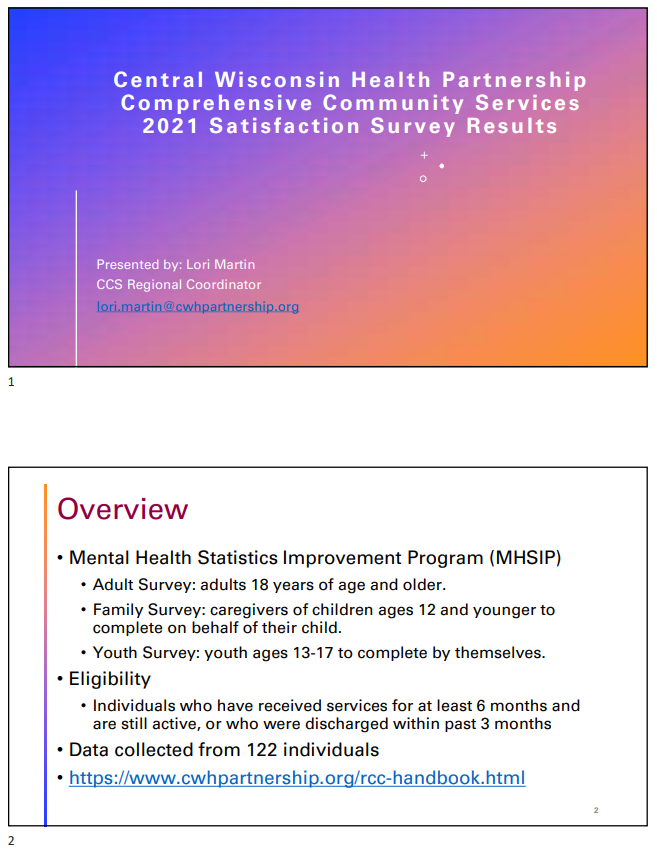 Central Wisconsin Health Partnership
Comprehensive Community Services
2021 Satisfaction Survey Results
Presented by: Lori Martin
CCS Regional Coordinator
lori.martin@cwhpartnership.org
1
Overview
• Mental Health Statistics Improvement Program (MHSIP)
• Adult Survey: adults 18 years of age and older.
• Family Survey: caregivers of children ages 12 and younger to
complete on behalf of their child.
• Youth Survey: youth ages 13-17 to complete by themselves.
• Eligibility
• Individuals who have received services for at least 6 months and
are still active, or who were discharged within past 3 months
• Data collected from 122 individuals
• https://www.cwhpartnership.org/rcc-handbook.html
2
2